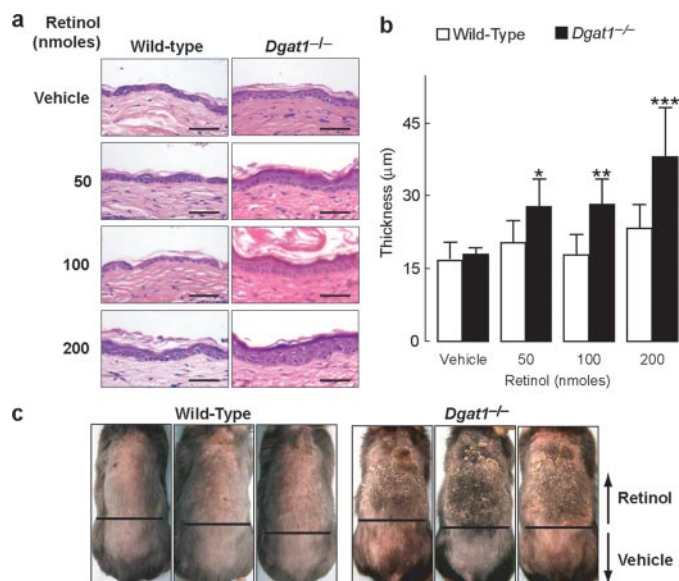 a
Retinol
(nmoles)
Wild-type
Dgat1–/–
Vehicle
50
100
200
b
Wild-Type
Dgat1–/–
Thickness (μm)
45
30
15
0
*
**
***
Vehicle
50
100
200
Retinol (nmoles)
c
Wild-Type
Dgat1–/–
Retinol
Vehicle